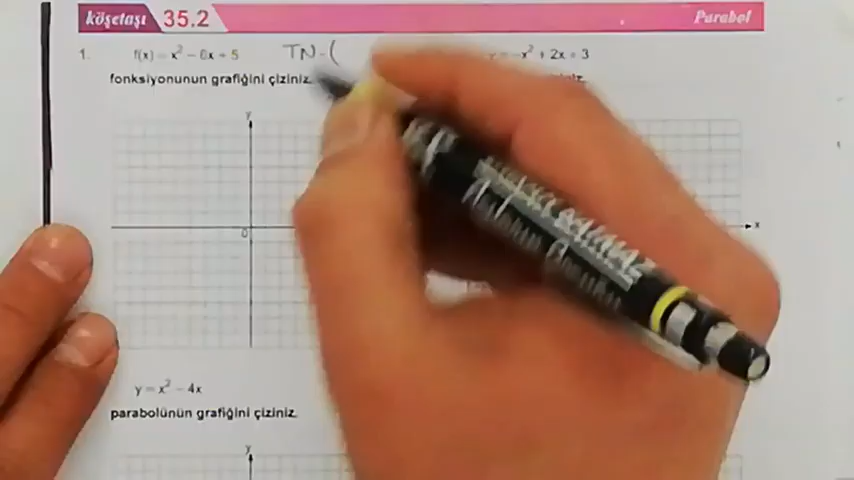 köşetaşı 35.2 Parabol
1. f(x) = x² − 6x + 5 TN-(
-x² + 2x + 3
fonksiyonunun grafiğini çiziniz.
y
x
0
y = x² − 4x
parabolünün grafiğini çiziniz.
y